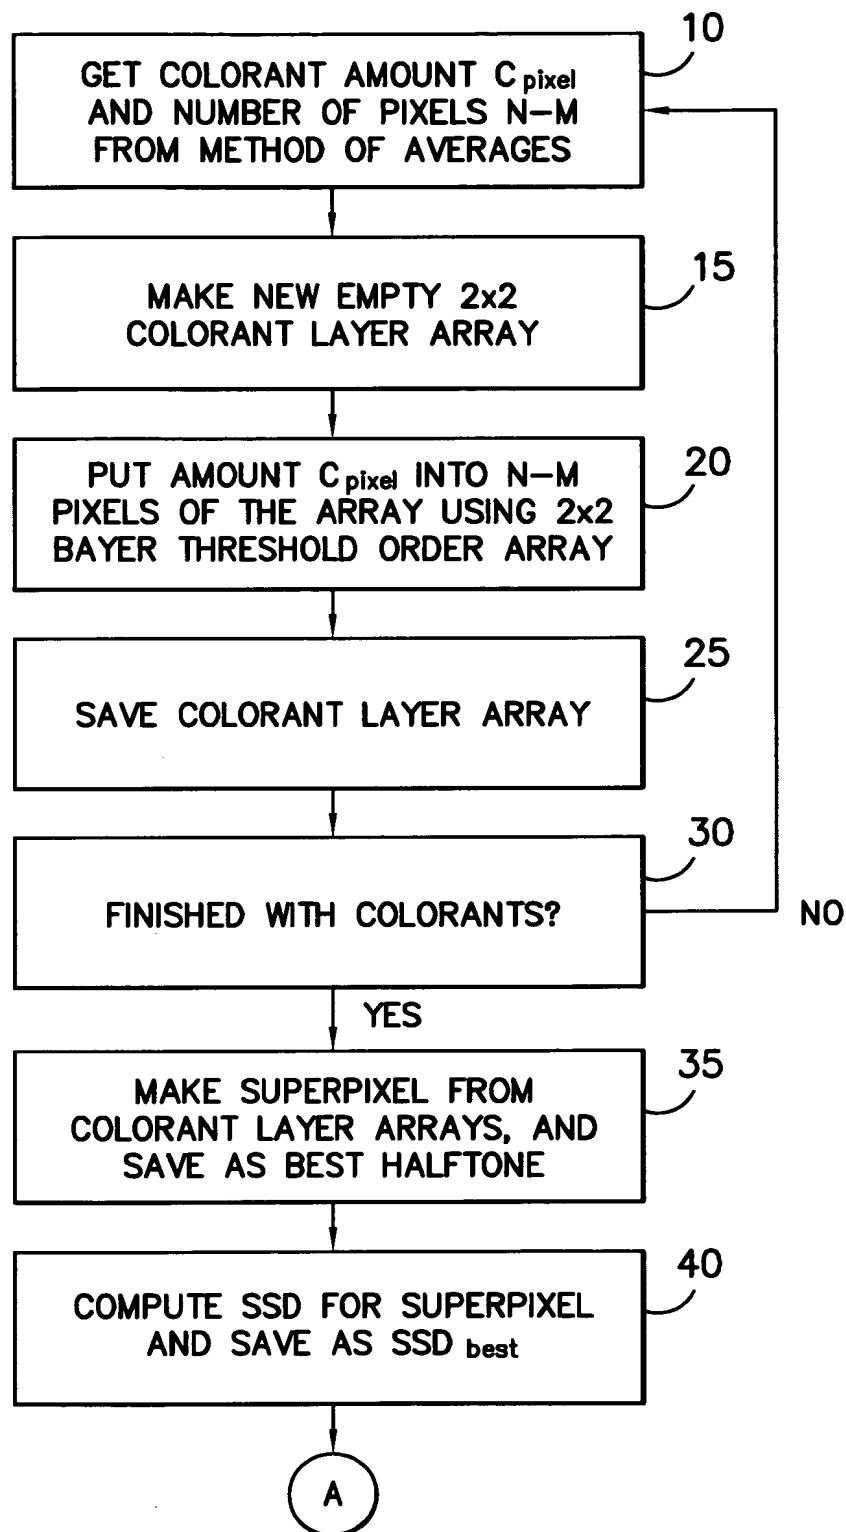 10
GET COLORANT AMOUNT C pixel
AND NUMBER OF PIXELS N-M
FROM METHOD OF AVERAGES
15
MAKE NEW EMPTY 2x2
COLORANT LAYER ARRAY
20
PUT AMOUNT C pixel INTO N-M
PIXELS OF THE ARRAY USING 2x2
BAYER THRESHOLD ORDER ARRAY
25
SAVE COLORANT LAYER ARRAY
30
FINISHED WITH COLORANTS?
NO
YES
35
MAKE SUPERPIXEL FROM
COLORANT LAYER ARRAYS, AND
SAVE AS BEST HALFTONE
40
COMPUTE SSD FOR SUPERPIXEL
AND SAVE AS SSD best
A